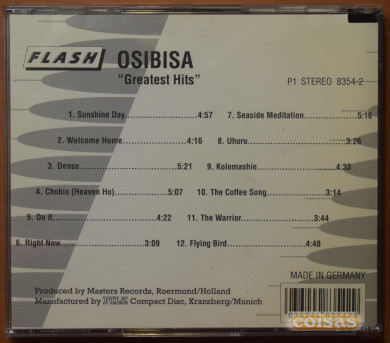 FLASH
OSIBISA
"Greatest Hits"
P1 STEREO 8354-2
1. Sunshine Day 4:57
2. Welcome Home 4:16
3. Densu 5:21
4. Chobio (Heaven Ho) 5:07
5. Do it 4:22
6. Right Now 3:09
7. Seaside Meditation 5:16
8. Uhuru 3:26
9. Kolomashie 4:33
10. The Coffee Song 3:14
11. The Warrior 3:44
12. Flying Bird 4:48
MADE IN GERMANY
Produced by Masters Records, Roermond/Holland
Manufactured by PILZ Compact Disc, Kranzberg/Munich
coisas